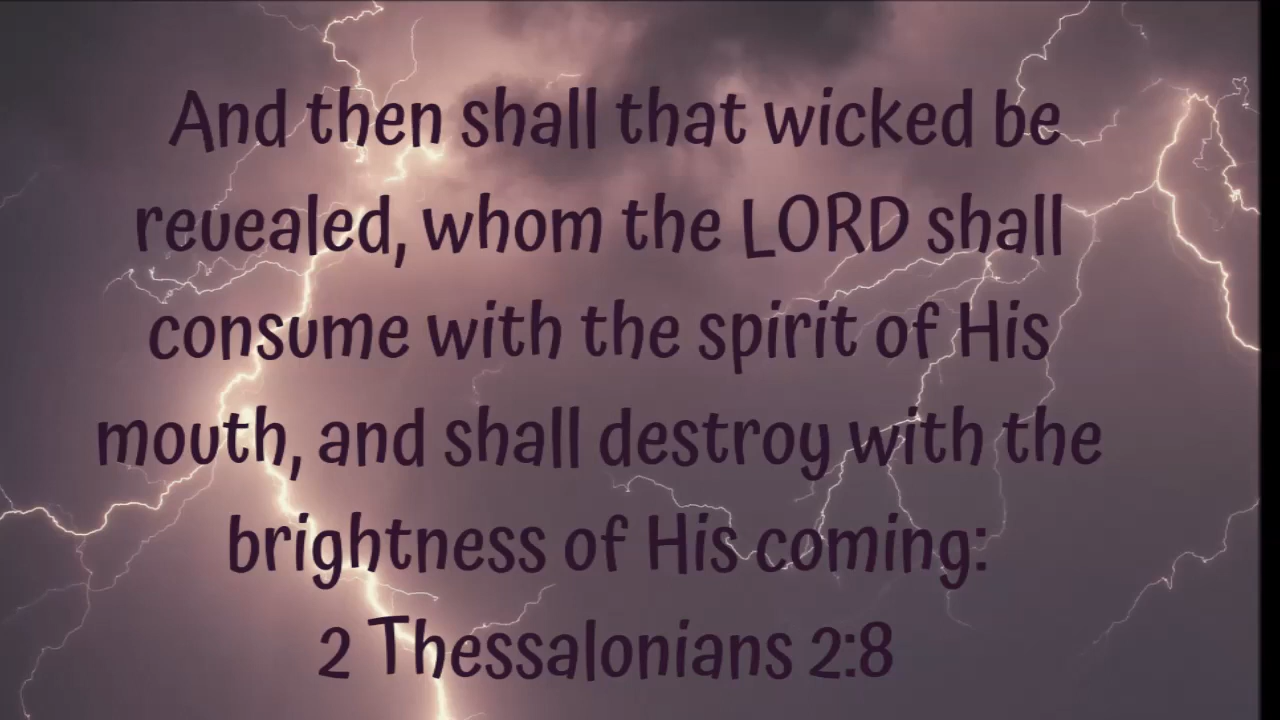 And then shall that wicked be
revealed, whom the LORD shall
consume with the spirit of His
mouth, and shall destroy with the
brightness of His coming:
2 Thessalonians 2:8